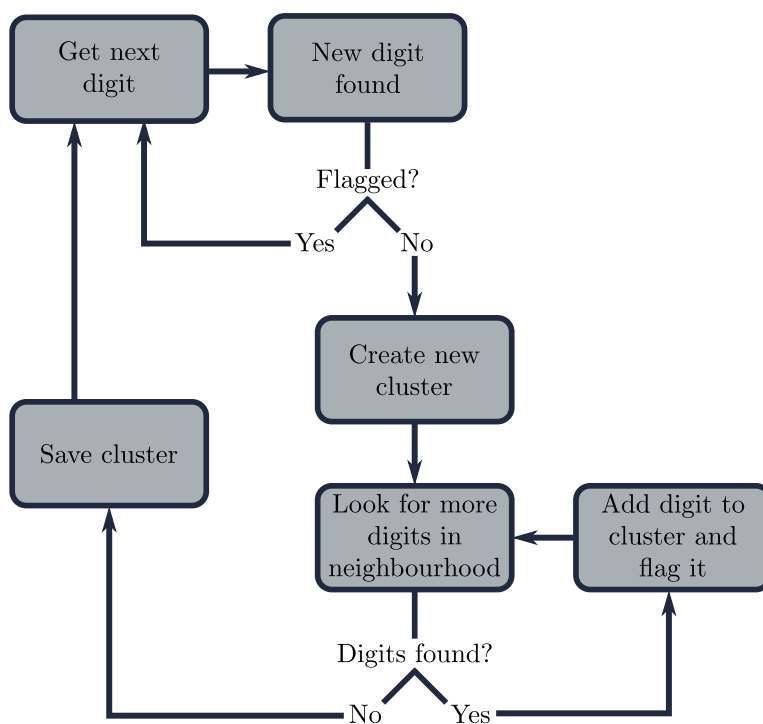 Get next
digit
New digit
found
Flagged?
Yes
No
Create new
cluster
Save cluster
Look for more
digits in
neighbourhood
Add digit to
cluster and
flag it
Digits found?
No
Yes